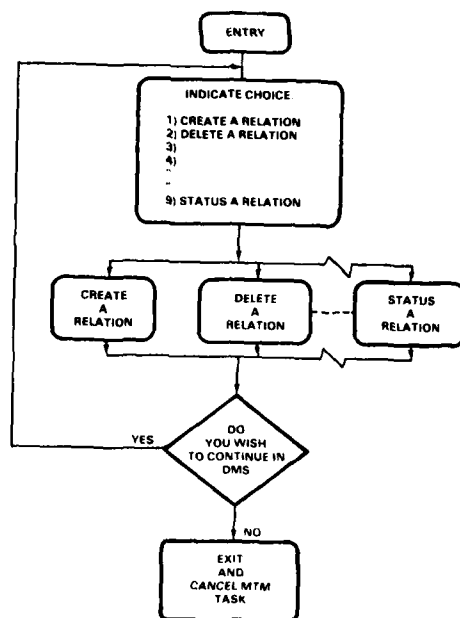 ENTRY
INDICATE CHOICE
1) CREATE A RELATION
2) DELETE A RELATION
3)
4)
9) STATUS A RELATION
CREATE
A
RELATION
DELETE
A
RELATION
STATUS
A
RELATION
DO
YOU WISH
TO CONTINUE IN
DMS
YES
NO
EXIT
AND
CANCEL MTM
TASK